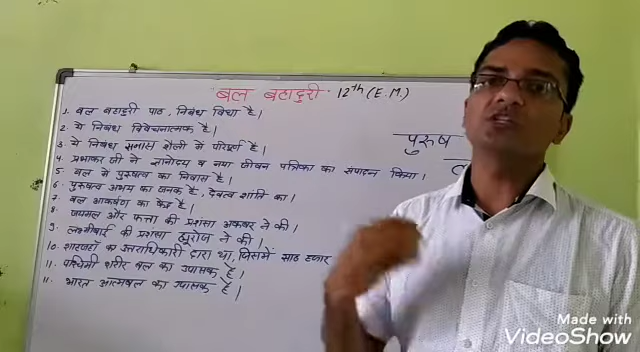 बल बहादुरी 12th (E.M.)
1. बल बहादुरी पाठ, निबंध विधा है।
2. ये निबंध विवेचनात्मक है।
3. ये निबंध समास शैली में परिपूर्ण है।
4. प्रभाकर जी ने ज्ञानोदय व नया जीवन पत्रिका का संपादन किया।
5. बल में पुरुषत्व का निवास है।
6. पुरुषत्व अभय का जनक है, देवत्व शांति का।
7. बल आकर्षण का केंद्र है।
8. जयमल और फत्ता की प्रशंसा अकबर ने की।
9. लक्ष्मीबाई की प्रशंसा ह्यूरोज ने की।
10. शाहजहाँ का उत्तराधिकारी दारा था, जिसमें साठ हजार
11. पश्चिमी शरीर बल का उपासक है।
11. भारत आत्मबल का उपासक है।
पुरुष
Made with
VideoShow